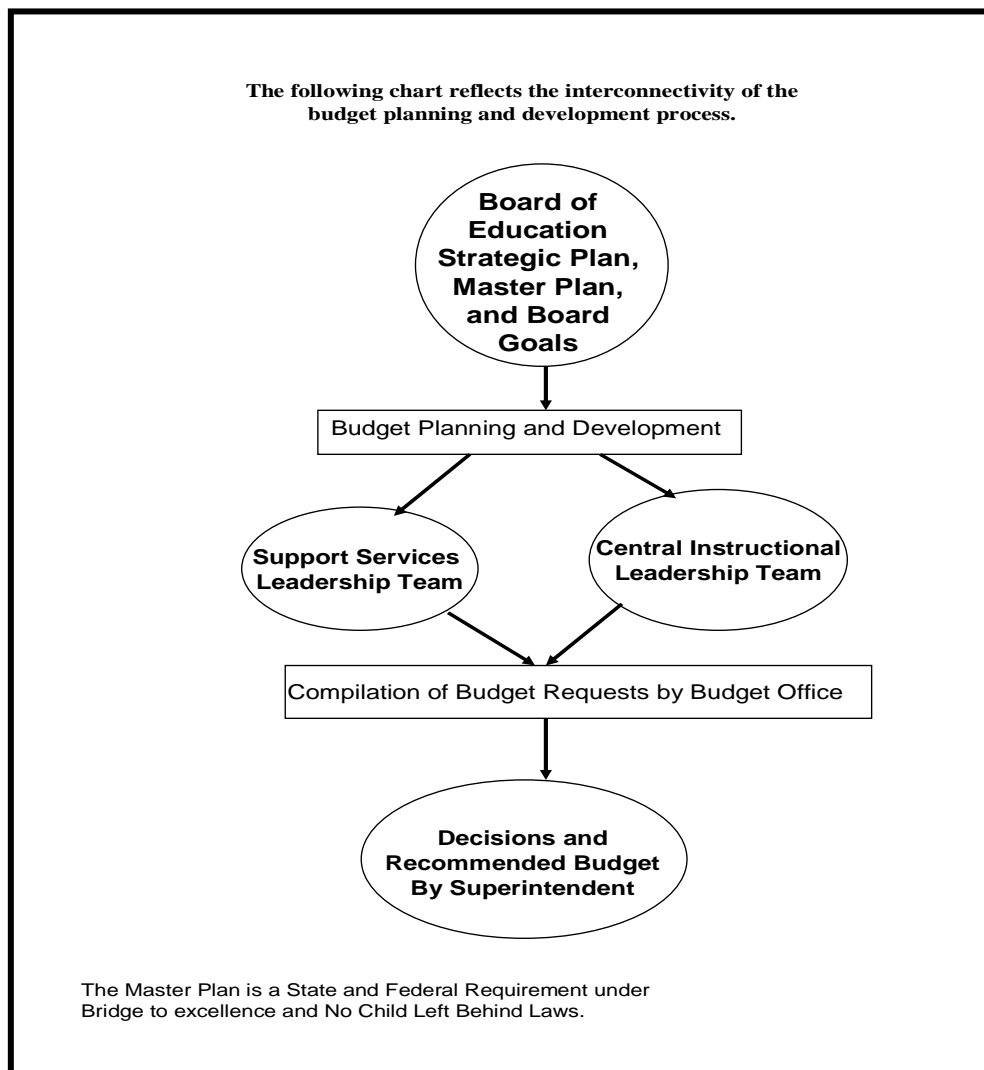 The following chart reflects the interconnectivity of the
budget planning and development process.
Board of
Education
Strategic Plan,
Master Plan,
and Board
Goals
Budget Planning and Development
Support Services
Leadership Team
Central Instructional
Leadership Team
Compilation of Budget Requests by Budget Office
Decisions and
Recommended Budget
By Superintendent
The Master Plan is a State and Federal Requirement under
Bridge to excellence and No Child Left Behind Laws.